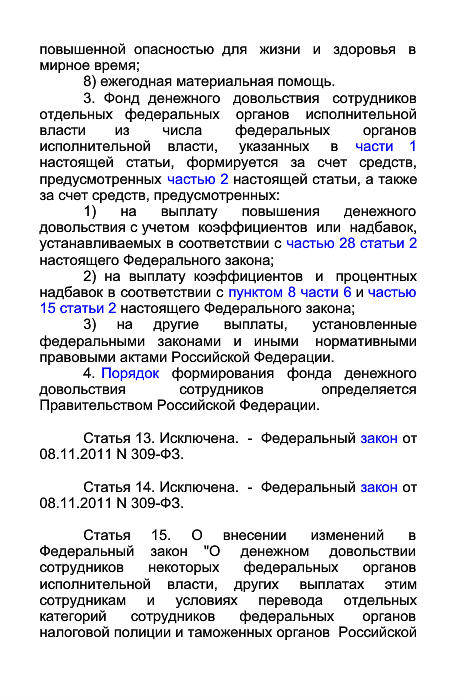 повышенной опасностью для жизни и здоровья в
мирное время;
8) ежегодная материальная помощь.
3. Фонд денежного довольствия сотрудников
отдельных федеральных органов исполнительной
власти из числа федеральных органов
исполнительной власти, указанных в части 1
настоящей статьи, формируется за счет средств,
предусмотренных частью 2 настоящей статьи, а также
за счет средств, предусмотренных:
1) на выплату повышения денежного
довольствия с учетом коэффициентов или надбавок,
устанавливаемых в соответствии с частью 28 статьи 2
настоящего Федерального закона;
2) на выплату коэффициентов и процентных
надбавок в соответствии с пунктом 8 части 6 и частью
15 статьи 2 настоящего Федерального закона;
3) на другие выплаты, установленные
федеральными законами и иными нормативными
правовыми актами Российской Федерации.
4. Порядок формирования фонда денежного
довольствия сотрудников определяется
Правительством Российской Федерации.
Статья 13. Исключена. - Федеральный закон от
08.11.2011 N 309-ФЗ.
Статья 14. Исключена. - Федеральный закон от
08.11.2011 N 309-ФЗ.
Статья 15. О внесении изменений в
Федеральный закон "О денежном довольствии
сотрудников некоторых федеральных органов
исполнительной власти, других выплатах этим
сотрудникам и условиях перевода отдельных
категорий сотрудников федеральных органов
налоговой полиции и таможенных органов Российской